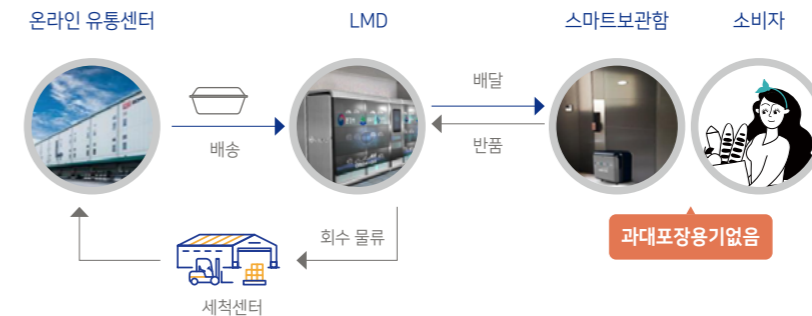 온라인 유통센터
LMD
스마트보관함
소비자
배송
배달
반품
과대포장용기없음
회수 물류
세척센터